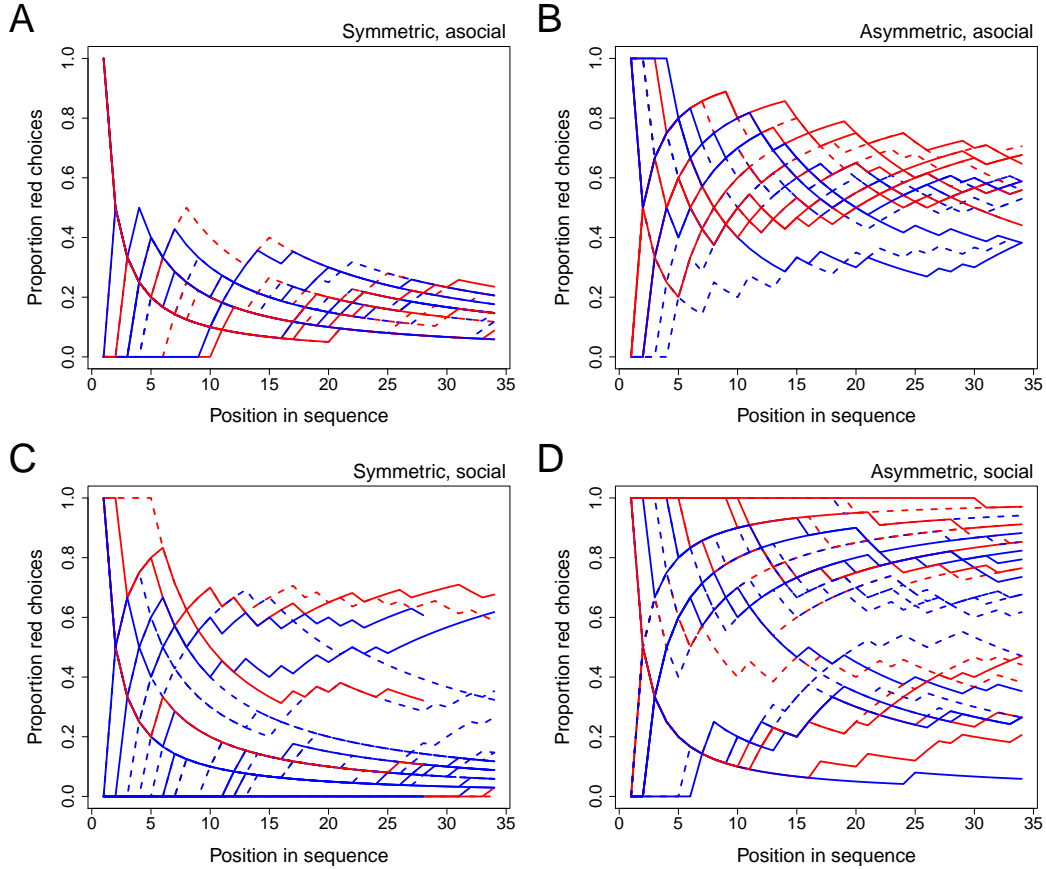 A
Symmetric, asocial
Proportion red choices
0.0 0.2 0.4 0.6 0.8 1.0
0 5 10 15 20 25 30 35
Position in sequence
B
Asymmetric, asocial
Proportion red choices
0.0 0.2 0.4 0.6 0.8 1.0
0 5 10 15 20 25 30 35
Position in sequence
C
Symmetric, social
Proportion red choices
0.0 0.2 0.4 0.6 0.8 1.0
0 5 10 15 20 25 30 35
Position in sequence
D
Asymmetric, social
Proportion red choices
0.0 0.2 0.4 0.6 0.8 1.0
0 5 10 15 20 25 30 35
Position in sequence